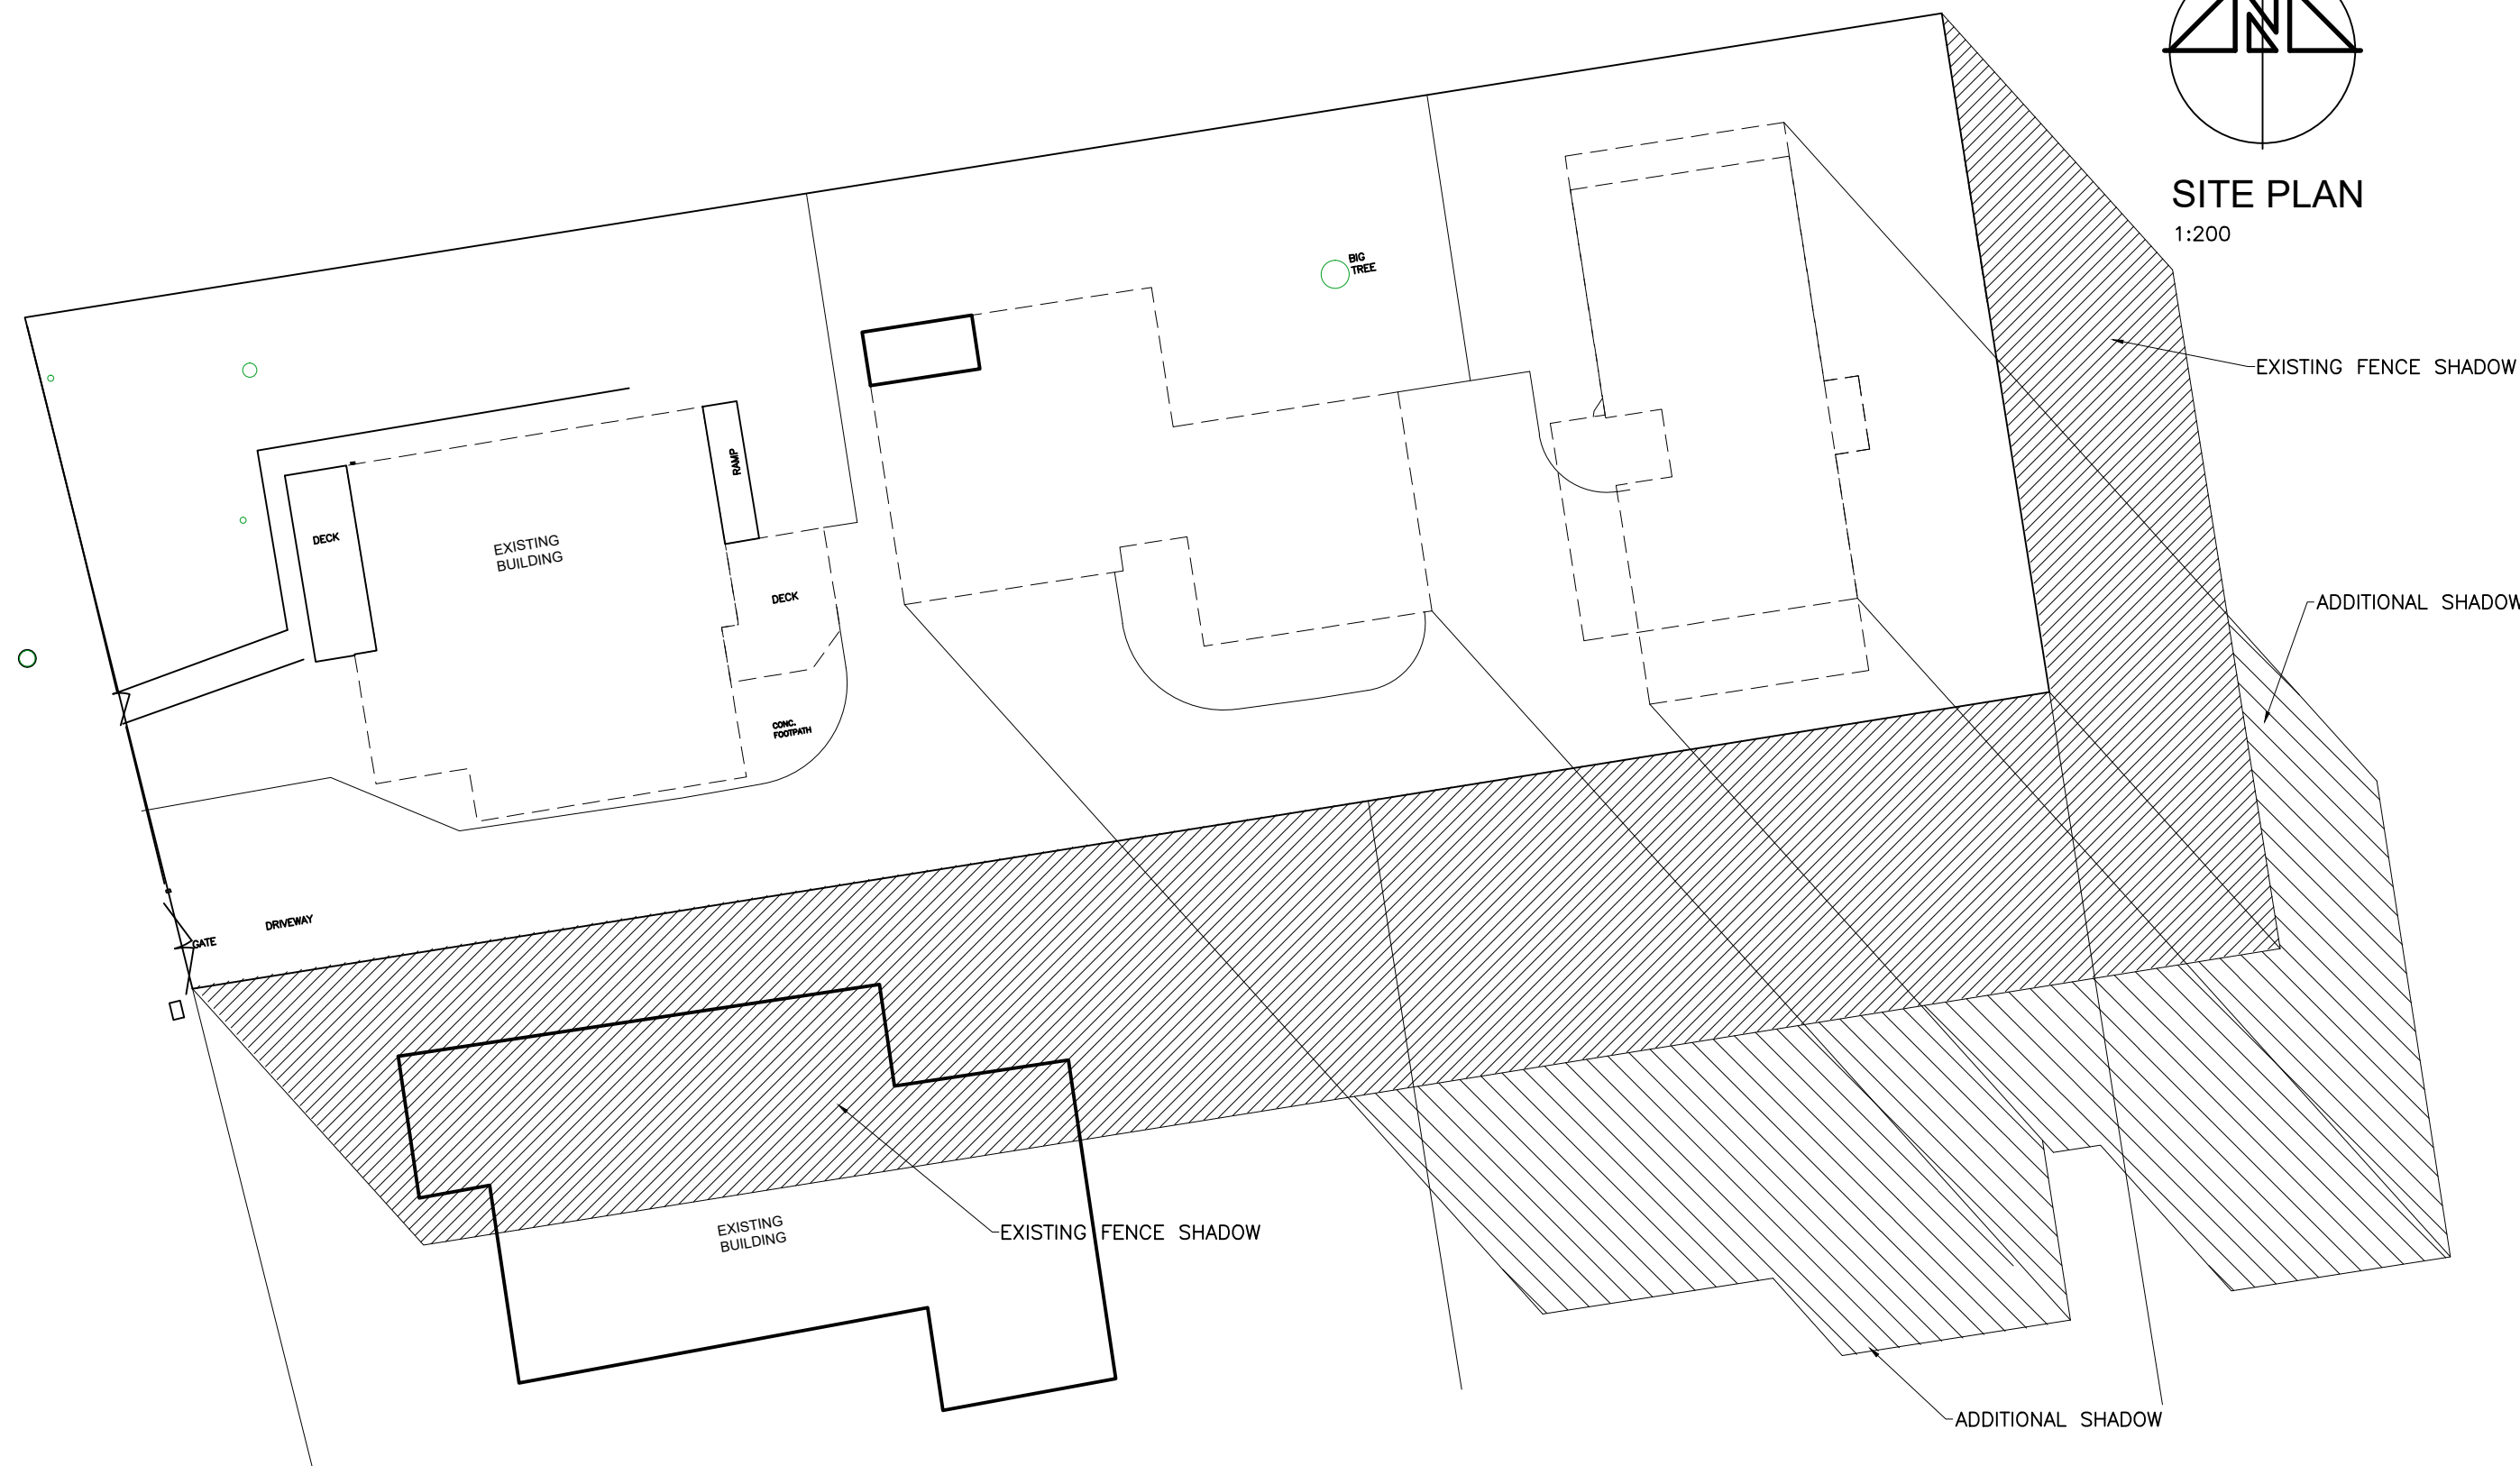 N
SITE PLAN
1:200
BIG
TREE
EXISTING FENCE SHADOW
RAMP
DECK
EXISTING
BUILDING
DECK
ADDITIONAL SHADOW
CONC.
FOOTPATH
DRIVEWAY
GATE
EXISTING
BUILDING
EXISTING FENCE SHADOW
ADDITIONAL SHADOW